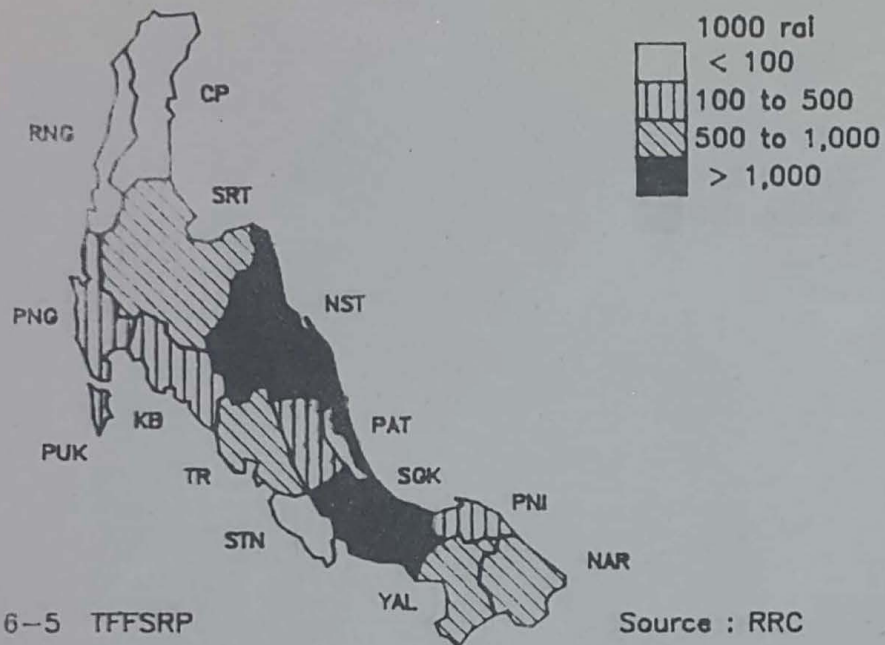 1000 rai
< 100
100 to 500
500 to 1,000
> 1,000
CP
RNG
SRT
NST
PNG
KB
PAT
PUK
TR
SGK
PNI
STN
NAR
YAL
6-5 TFFSRP
Source : RRC